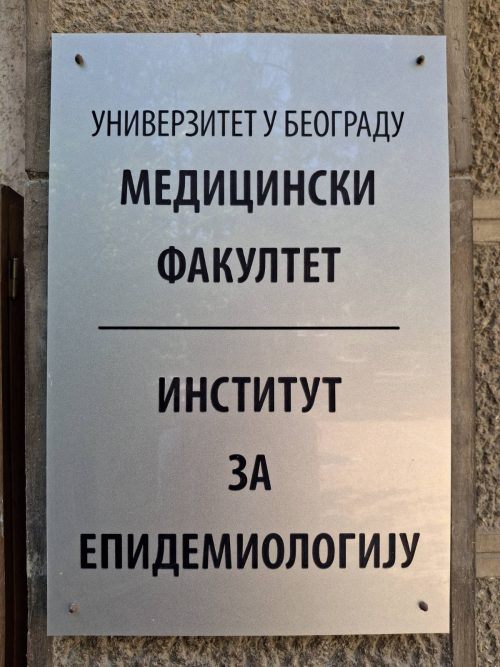 УНИВЕРЗИТЕТ У БЕОГРАДУ
МЕДИЦИНСКИ
ФАКУЛТЕТ
ИНСТИТУТ
ЗА
ЕПИДЕМИОЛОГИЈУ